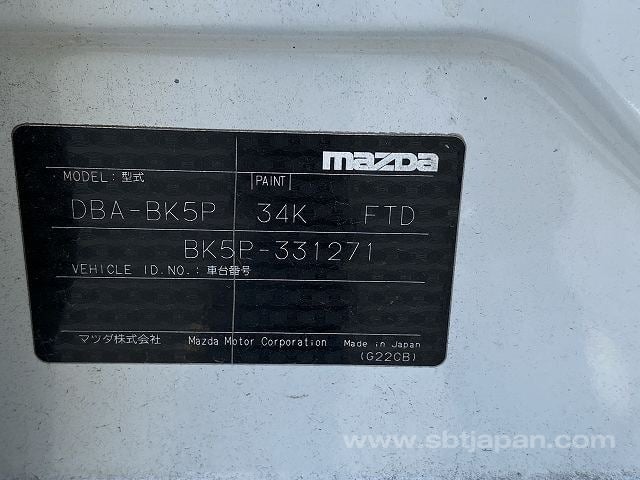 mazda
MODEL: 型式 PAINT
DBA-BK5P 34K FTD
BK5P-331271
VEHICLE ID.NO.: 車台番号
マツダ株式会社 Mazda Motor Corporation Made in Japan
(G22CB)
www.sbtjapan.com